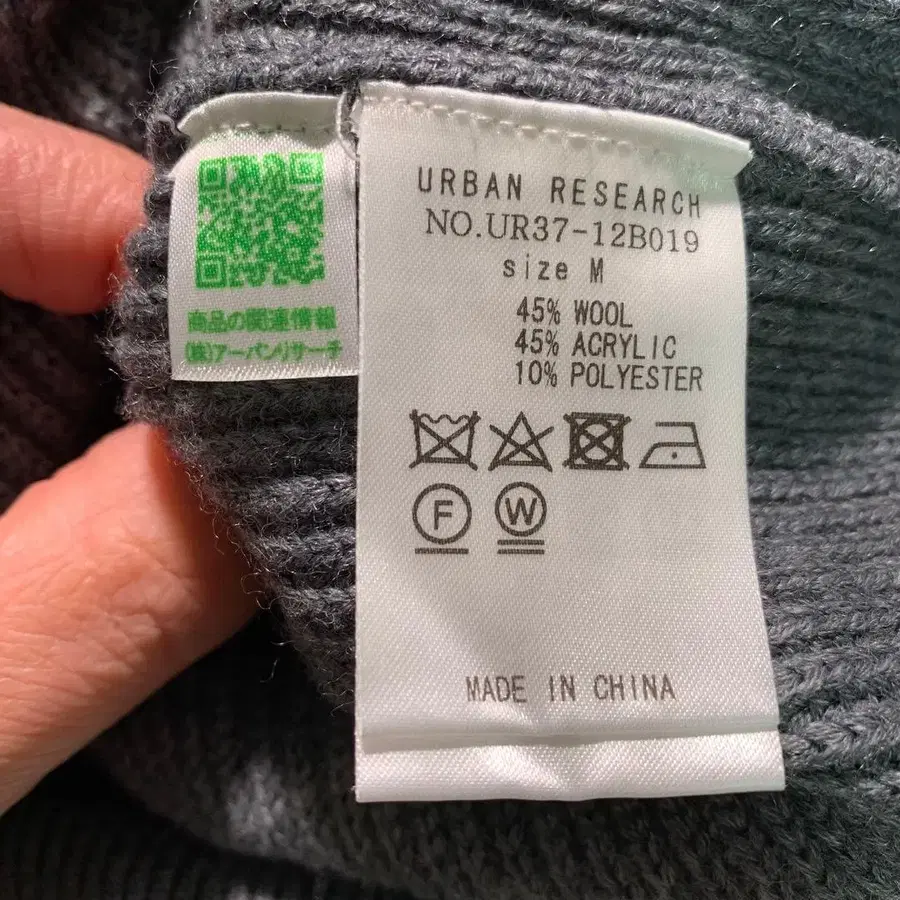 商品の関連情報
(株)アーバンリサーチ
URBAN RESEARCH
NO.UR37-12B019
size M
45% WOOL
45% ACRYLIC
10% POLYESTER
F W
MADE IN CHINA